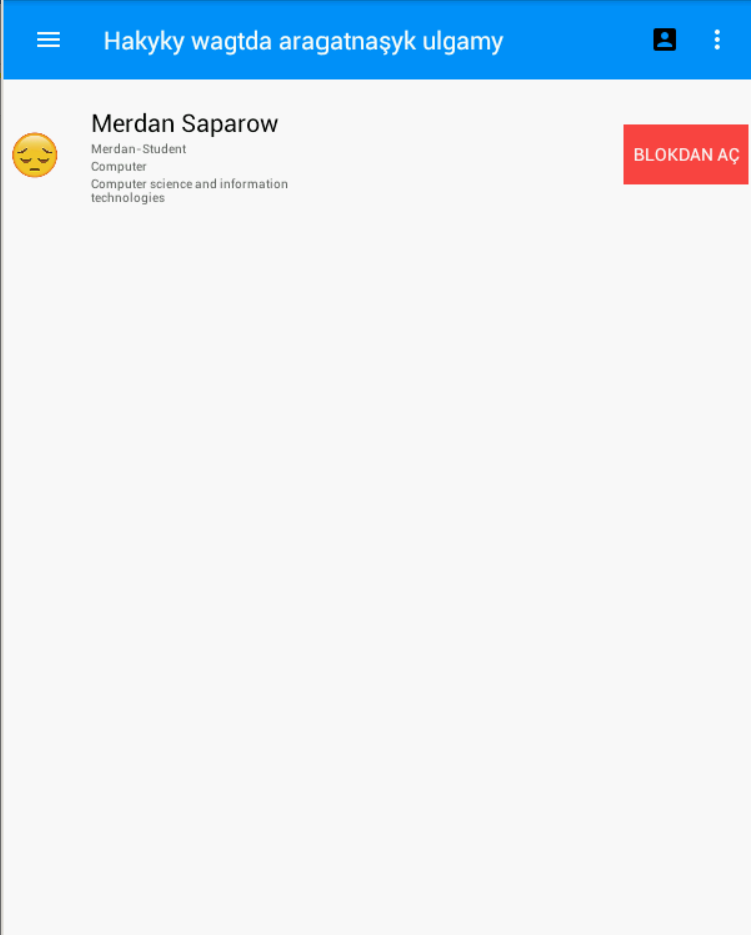 Hakyky wagtda aragatnaşyk ulgamy
Merdan Saparow
Merdan-Student
Computer
Computer science and information
technologies
BLOKDAN AÇ